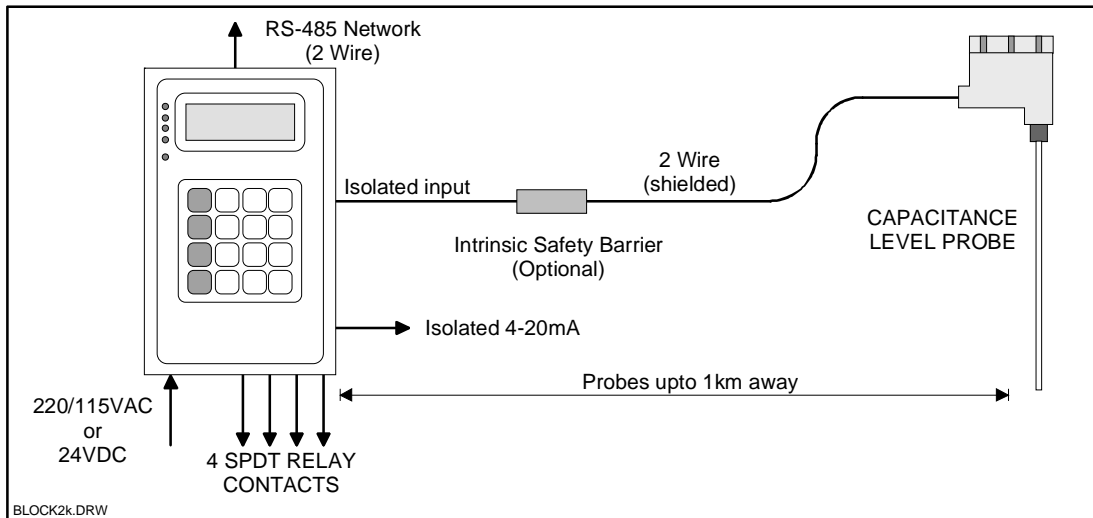 RS-485 Network
(2 Wire)
2 Wire
(shielded)
Isolated input
CAPACITANCE
LEVEL PROBE
Intrinsic Safety Barrier
(Optional)
Isolated 4-20mA
Probes upto 1km away
220/115VAC
or
24VDC
4 SPDT RELAY
CONTACTS
BLOCK2k.DRW